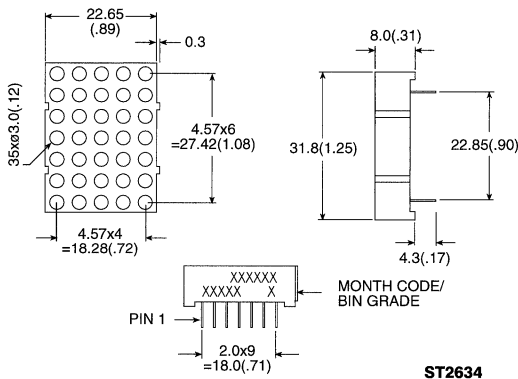 22.65
(.89)
0.3
8.0(.31)
35xø3.0(.12)
4.57x6
=27.42(1.08)
31.8(1.25)
22.85(.90)
4.57x4
=18.28(.72)
4.3(.17)
XXXXXX
XXXXX X
MONTH CODE/
BIN GRADE
PIN 1
2.0x9
=18.0(.71)
ST2634